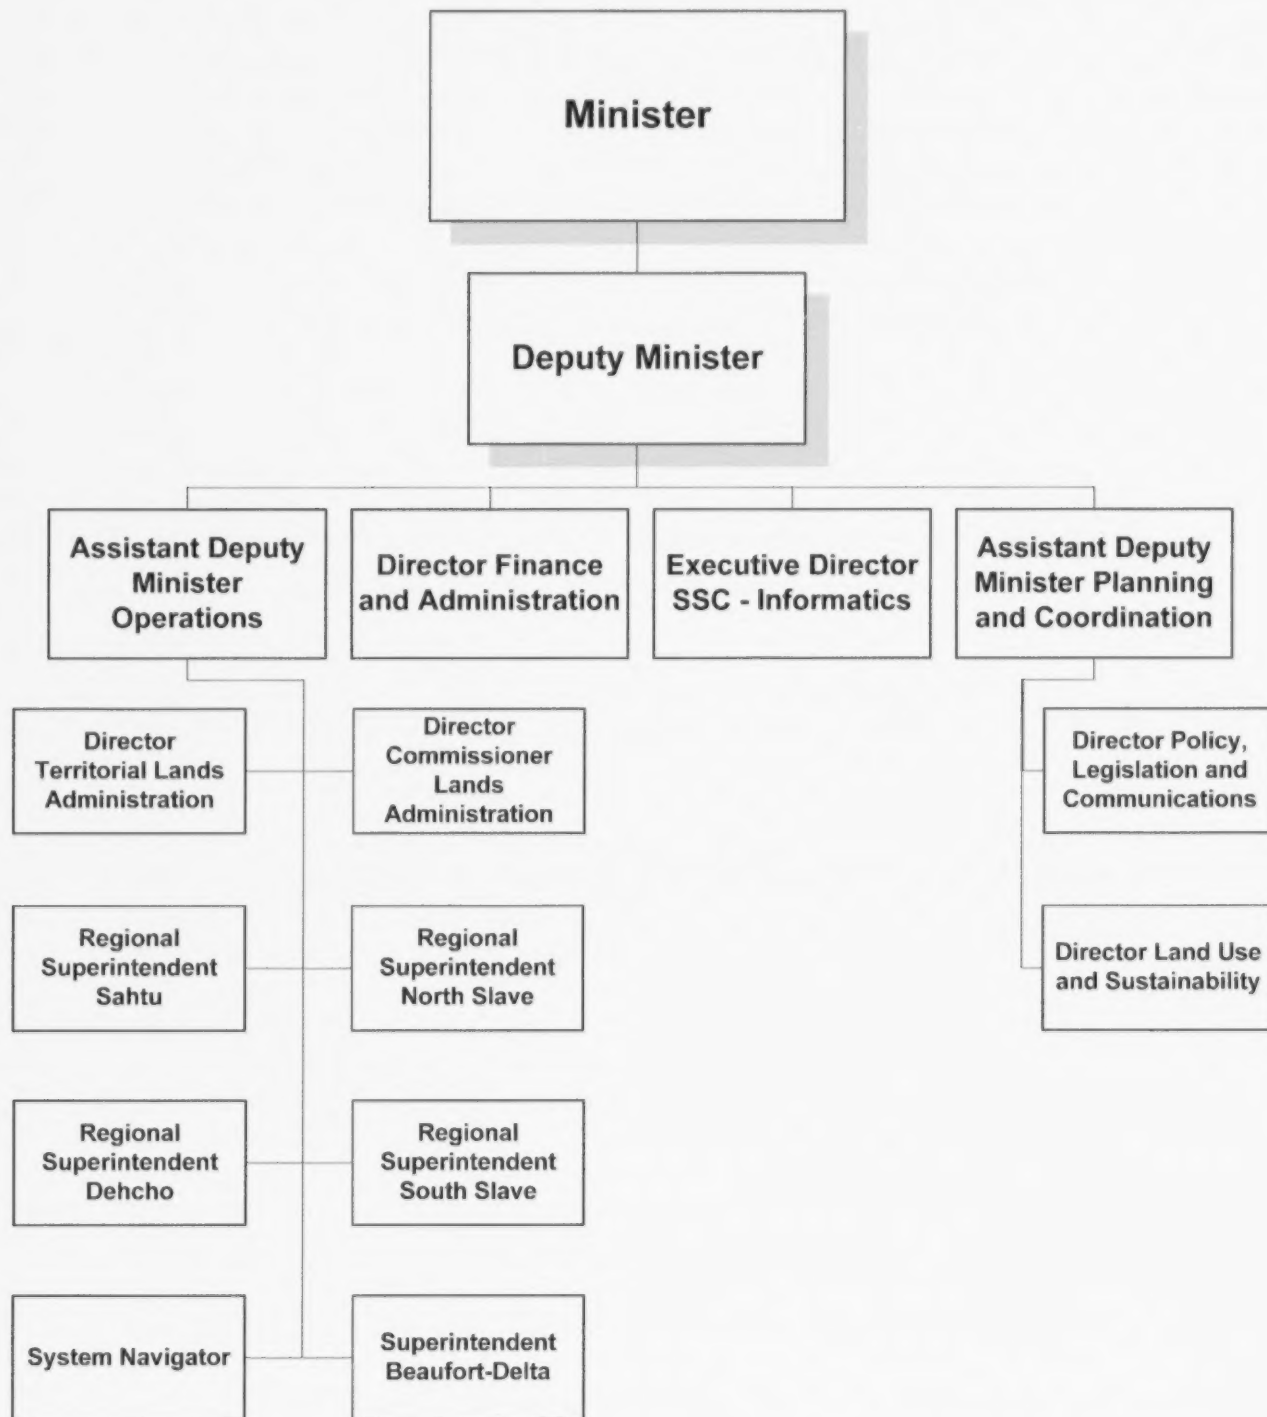 Minister
Deputy Minister
Assistant Deputy
Minister
Operations
Director Finance
and Administration
Executive Director
SSC - Informatics
Assistant Deputy
Minister Planning
and Coordination
Director
Territorial Lands
Administration
Director
Commissioner
Lands
Administration
Director Policy,
Legislation and
Communications
Regional
Superintendent
Sahtu
Regional
Superintendent
North Slave
Director Land Use
and Sustainability
Regional
Superintendent
Dehcho
Regional
Superintendent
South Slave
System Navigator
Superintendent
Beaufort-Delta